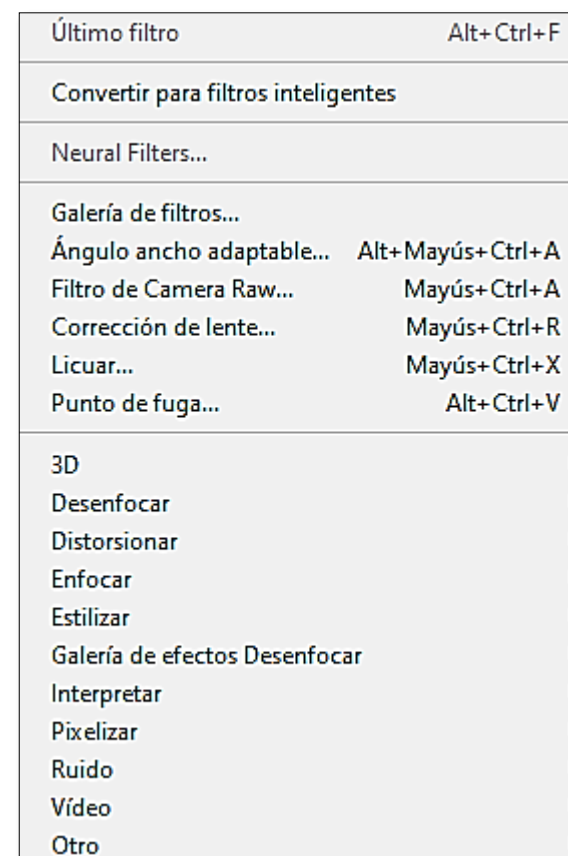 Último filtro Alt+Ctrl+F
Convertir para filtros inteligentes
Neural Filters...
Galería de filtros...
Ángulo ancho adaptable... Alt+Mayús+Ctrl+A
Filtro de Camera Raw... Mayús+Ctrl+A
Corrección de lente... Mayús+Ctrl+R
Licuar... Mayús+Ctrl+X
Punto de fuga... Alt+Ctrl+V
3D
Desenfocar
Distorsionar
Enfocar
Estilizar
Galería de efectos Desenfocar
Interpretar
Pixelizar
Ruido
Vídeo
Otro